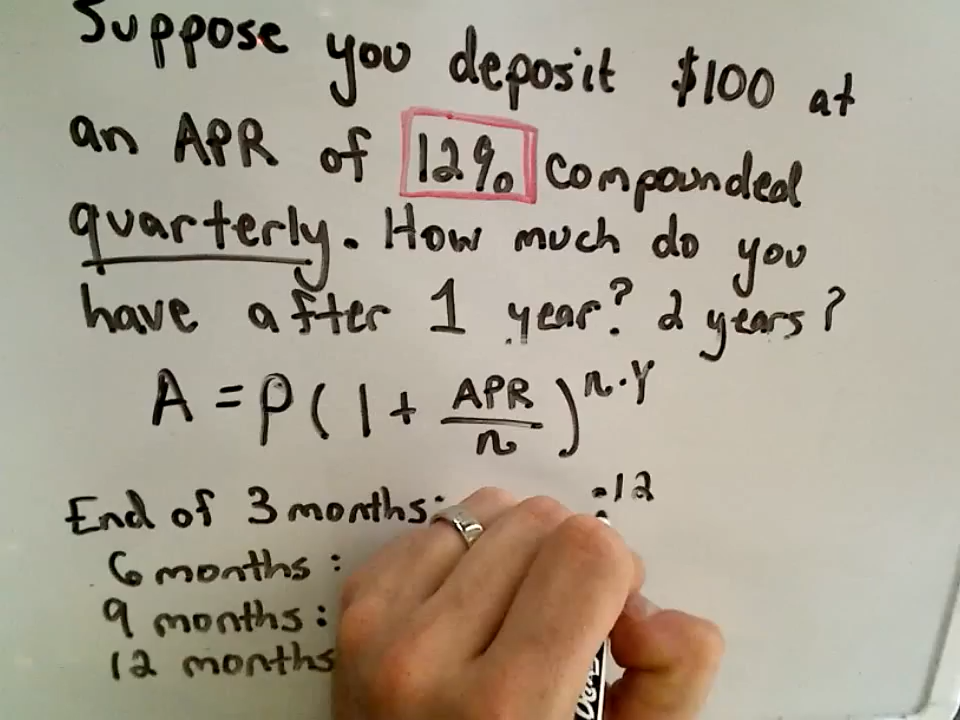 Suppose you deposit $100 at
an APR of 12% compounded
quarterly. How much do you
have after 1 year? 2 years?
A = P(1 + APR/n)^n·Y
End of 3 months: .12
6 months:
9 months:
12 months